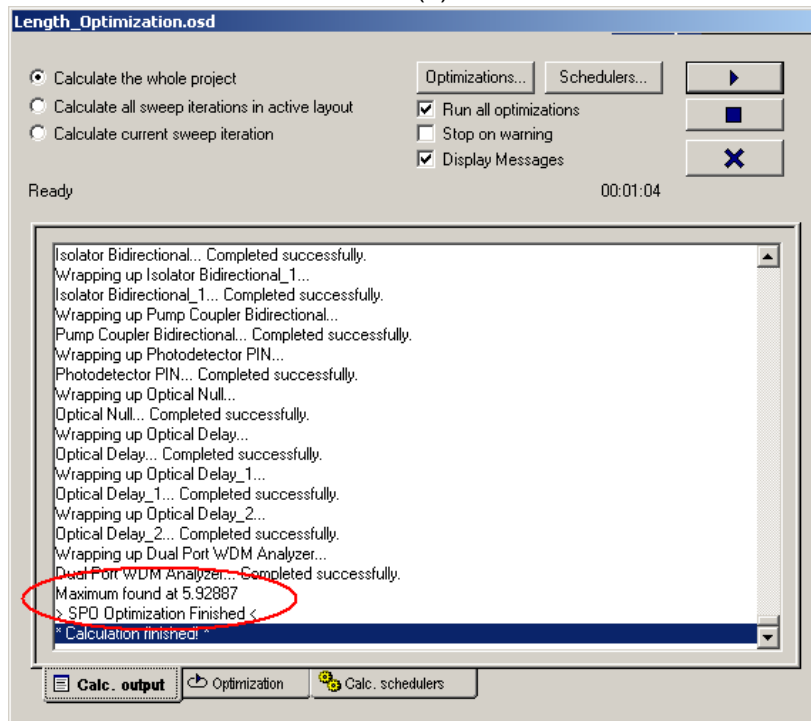 Length_Optimization.osd
Calculate the whole project
Optimizations... Schedulers...
Calculate all sweep iterations in active layout
Run all optimizations
Calculate current sweep iteration
Stop on warning
Display Messages
Ready 00:01:04
Isolator Bidirectional... Completed successfully.
Wrapping up Isolator Bidirectional_1...
Isolator Bidirectional_1... Completed successfully.
Wrapping up Pump Coupler Bidirectional...
Pump Coupler Bidirectional... Completed successfully.
Wrapping up Photodetector PIN...
Photodetector PIN... Completed successfully.
Wrapping up Optical Null...
Optical Null... Completed successfully.
Wrapping up Optical Delay...
Optical Delay... Completed successfully.
Wrapping up Optical Delay_1...
Optical Delay_1... Completed successfully.
Wrapping up Optical Delay_2...
Optical Delay_2... Completed successfully.
Wrapping up Dual Port WDM Analyzer...
Dual Port WDM Analyzer... Completed successfully.
Maximum found at 5.92887
> SPO Optimization Finished <
* Calculation finished! *
Calc. output Optimization Calc. schedulers